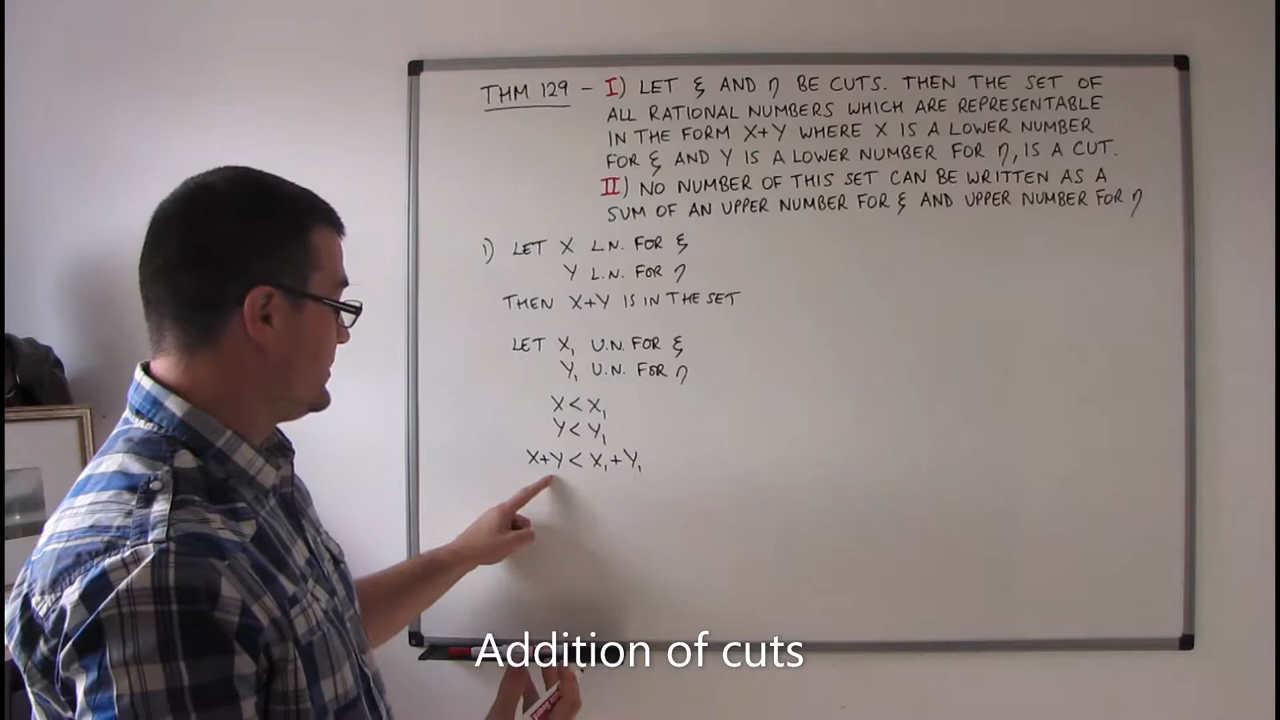 THM 129 - I) LET ξ AND η BE CUTS. THEN THE SET OF
ALL RATIONAL NUMBERS WHICH ARE REPRESENTABLE
IN THE FORM X+Y WHERE X IS A LOWER NUMBER
FOR ξ AND Y IS A LOWER NUMBER FOR η, IS A CUT.
II) NO NUMBER OF THIS SET CAN BE WRITTEN AS A
SUM OF AN UPPER NUMBER FOR ξ AND UPPER NUMBER FOR η
1) LET X L.N. FOR ξ
Y L.N. FOR η
THEN X+Y IS IN THE SET
LET X₁ U.N. FOR ξ
Y₁ U.N. FOR η
X < X₁
Y < Y₁
X+Y < X₁+Y₁
Addition of cuts